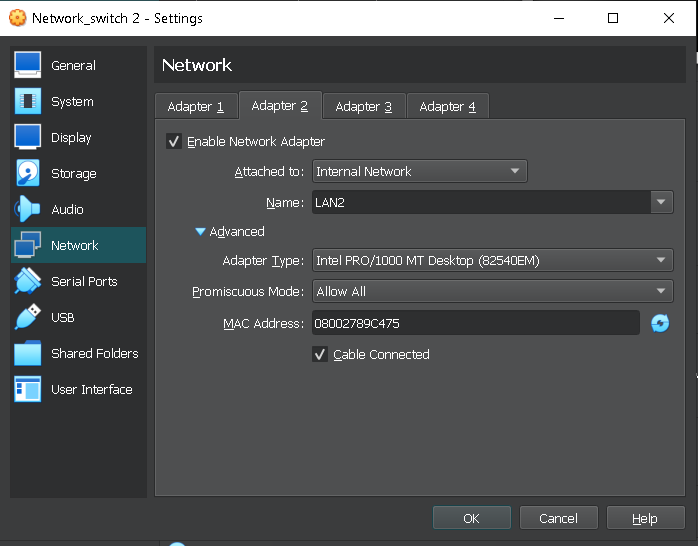 Network_switch 2 - Settings
General
System
Display
Storage
Audio
Network
Serial Ports
USB
Shared Folders
User Interface
Network
Adapter 1 Adapter 2 Adapter 3 Adapter 4
Enable Network Adapter
Attached to: Internal Network
Name: LAN2
Advanced
Adapter Type: Intel PRO/1000 MT Desktop (82540EM)
Promiscuous Mode: Allow All
MAC Address: 08002789C475
Cable Connected
OK Cancel Help